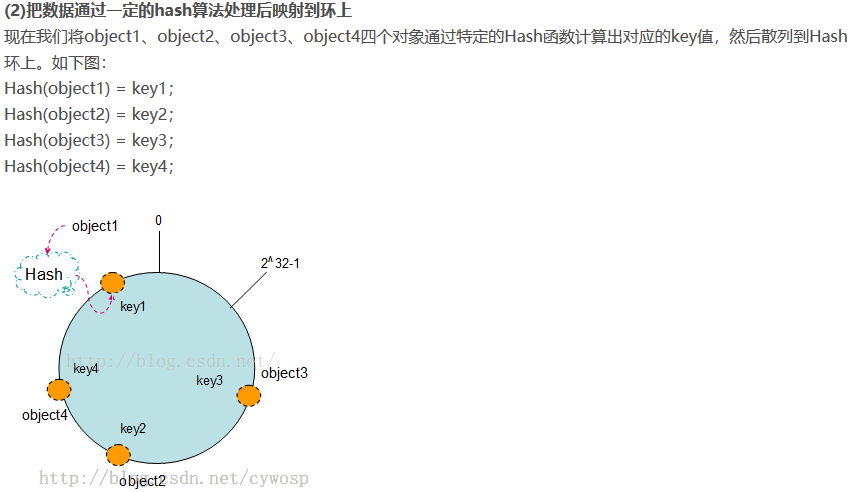 (2)把数据通过一定的hash算法处理后映射到环上
现在我们将object1、object2、object3、object4四个对象通过特定的Hash函数计算出对应的key值，然后散列到Hash
环上。如下图：
Hash(object1) = key1；
Hash(object2) = key2；
Hash(object3) = key3；
Hash(object4) = key4；
0
object1
2^32-1
Hash
key1
http://blog.csdn.net/
key4
object3
key3
object4
key2
http://blog.csdn.net/cywosp
object2